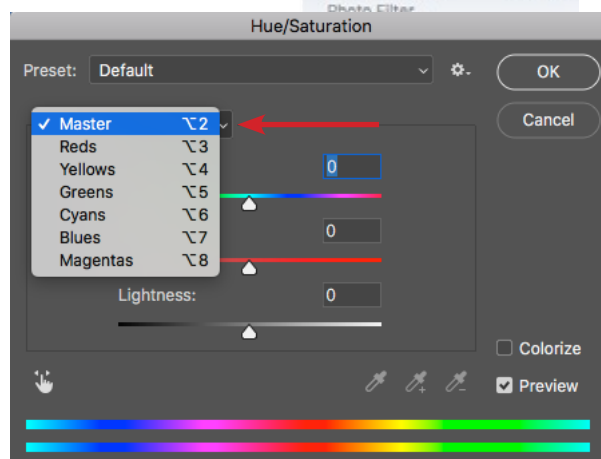 Photo Filter
Hue/Saturation
Preset: Default
OK
Cancel
✓ Master ⌥2
Reds ⌥3
Yellows ⌥4
Greens ⌥5
Cyans ⌥6
Blues ⌥7
Magentas ⌥8
0
0
Lightness: 0
Colorize
Preview